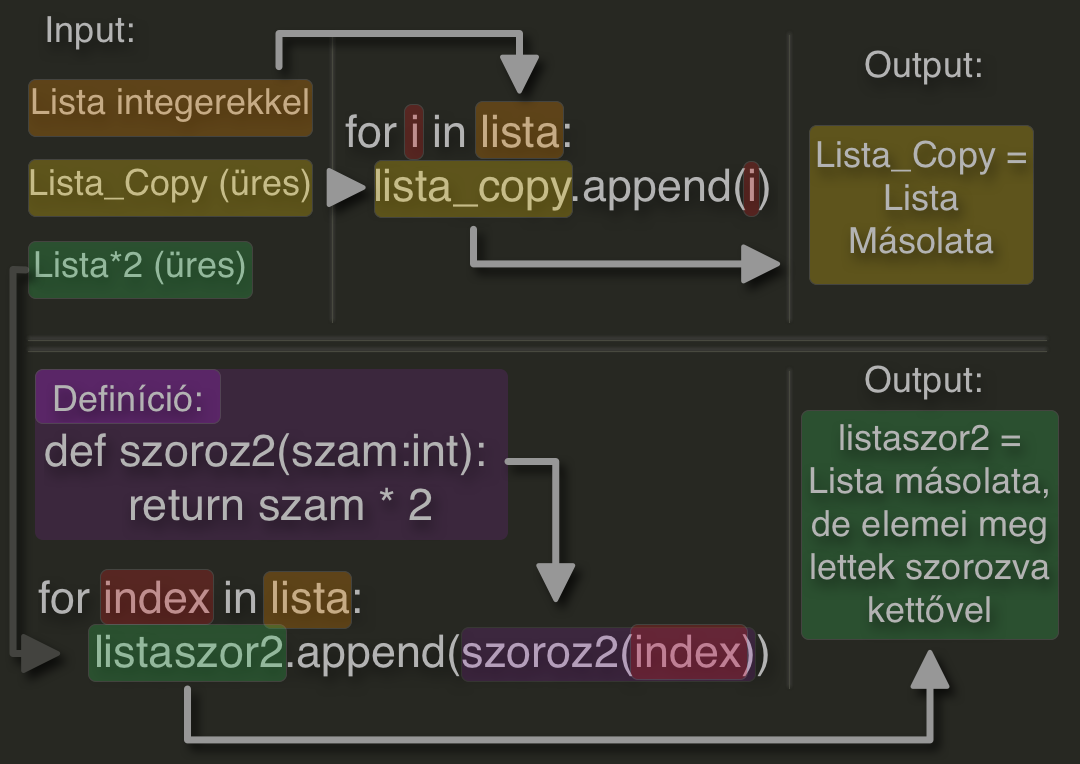 Input:
Lista integerekkel
Lista_Copy (üres)
Lista*2 (üres)
for i in lista:
lista_copy.append(i)
Output:
Lista_Copy =
Lista
Másolata
Definíció:
def szoroz2(szam:int):
return szam * 2
for index in lista:
listaszor2.append(szoroz2(index))
Output:
listaszor2 =
Lista másolata,
de elemei meg
lettek szorozva
kettővel